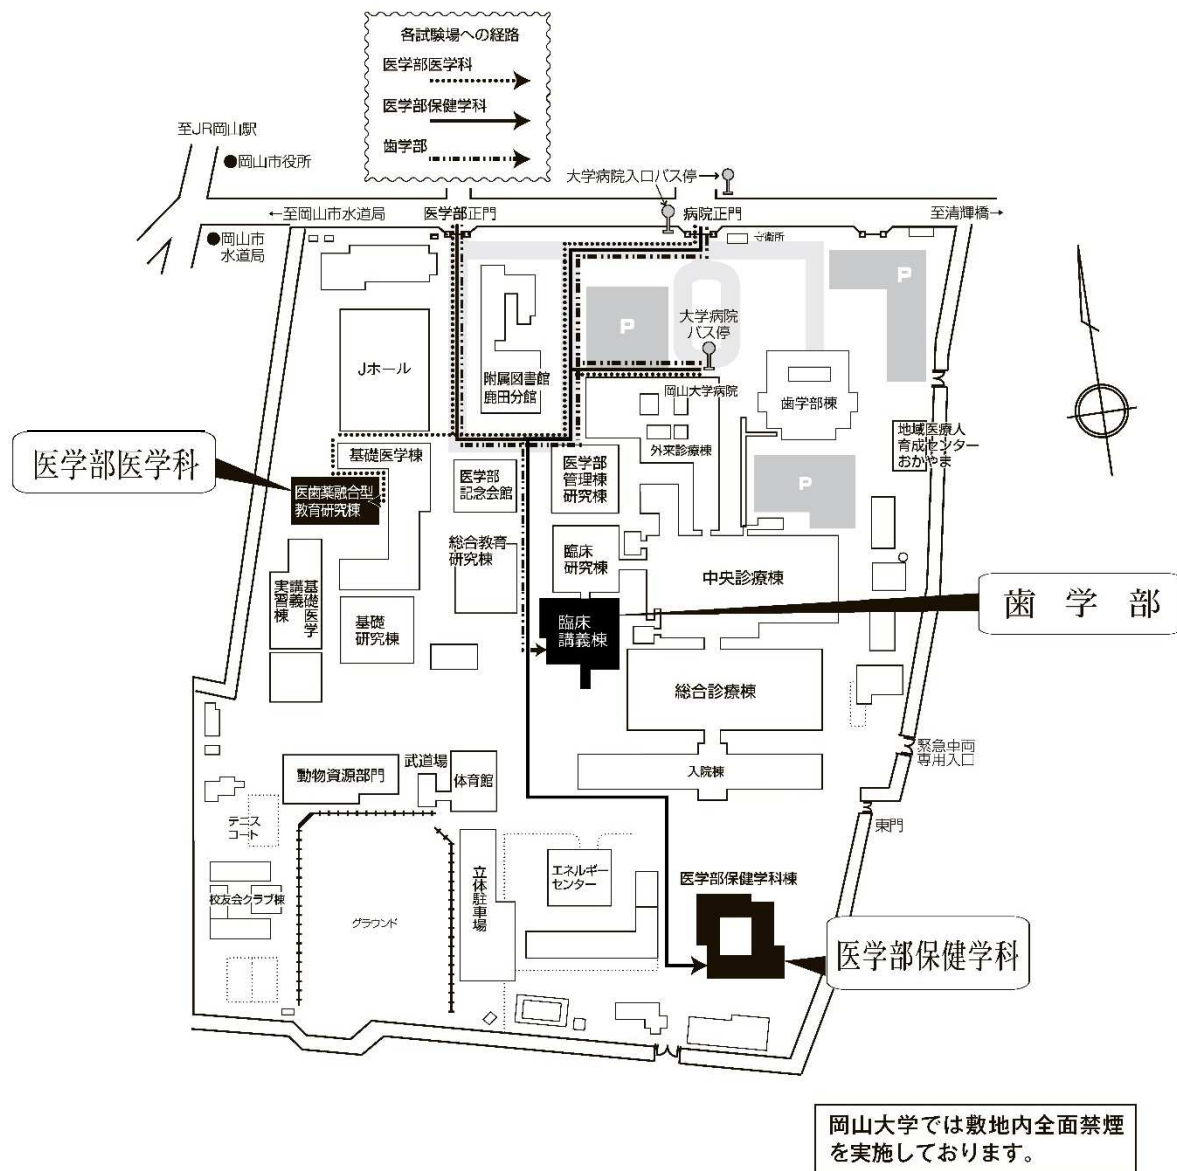 各試験場への経路
医学部医学科
医学部保健学科
歯学部
至JR岡山駅
●岡山市役所
大学病院入口バス停→
←至岡山市水道局
医学部正門
病院正門
至清輝橋→
●岡山市
水道局
守衛所
P
P
大学病院
バス停
Jホール
附属図書館
鹿田分館
岡山大学病院
歯学部棟
外来診療棟
地域医療人
育成センター
おかやま
医学部医学科
基礎医学棟
医学部
記念会館
医学部
管理棟
研究棟
P
医歯薬融合型
教育研究棟
総合教育
研究棟
臨床
研究棟
中央診療棟
歯学部
基礎医学
講義
実習棟
基礎
研究棟
臨床
講義棟
総合診療棟
緊急車両
専用入口
動物資源部門
武道場
体育館
入院棟
東門
テニス
コート
立体駐車場
エネルギー
センター
医学部保健学科棟
校友会クラブ棟
グラウンド
医学部保健学科
岡山大学では敷地内全面禁煙
を実施しております。